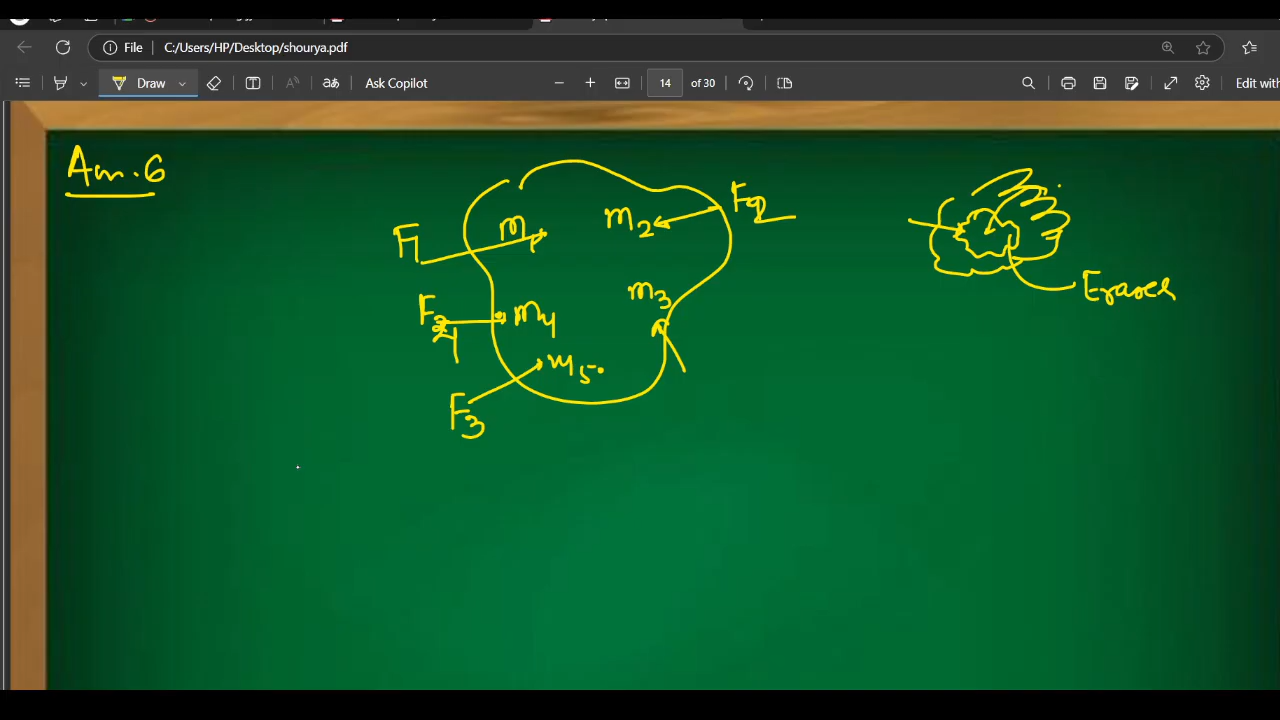 File | C:/Users/HP/Desktop/shourya.pdf
Draw Ask Copilot 14 of 30 Edit with
Ans. 6
F1 m1 m2 F2
F4 m4 m3
F3 m5
Eraser